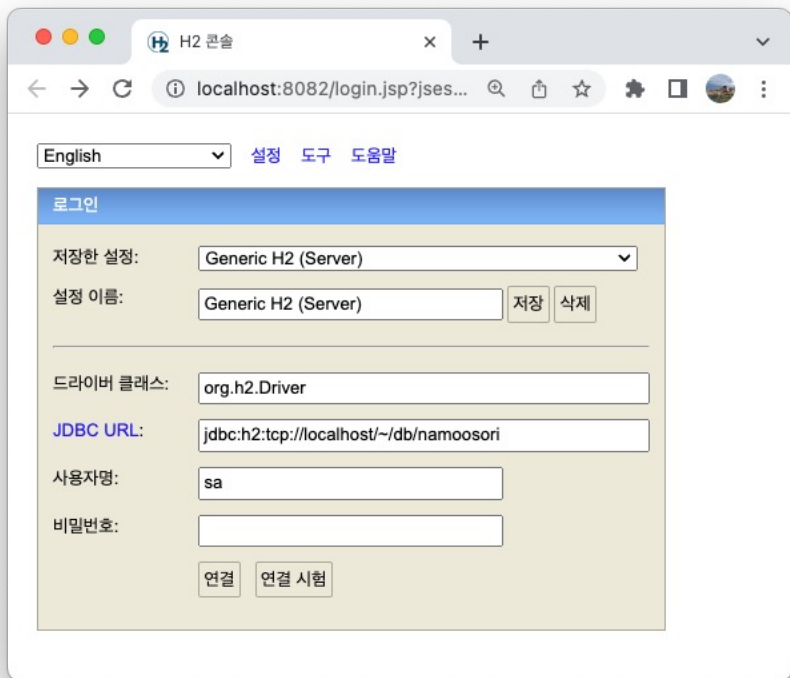 H2 콘솔
localhost:8082/login.jsp?jses...
English 설정 도구 도움말
로그인
저장한 설정: Generic H2 (Server)
설정 이름: Generic H2 (Server) 저장 삭제
드라이버 클래스: org.h2.Driver
JDBC URL: jdbc:h2:tcp://localhost/~/db/namoosori
사용자명: sa
비밀번호:
연결 연결 시험